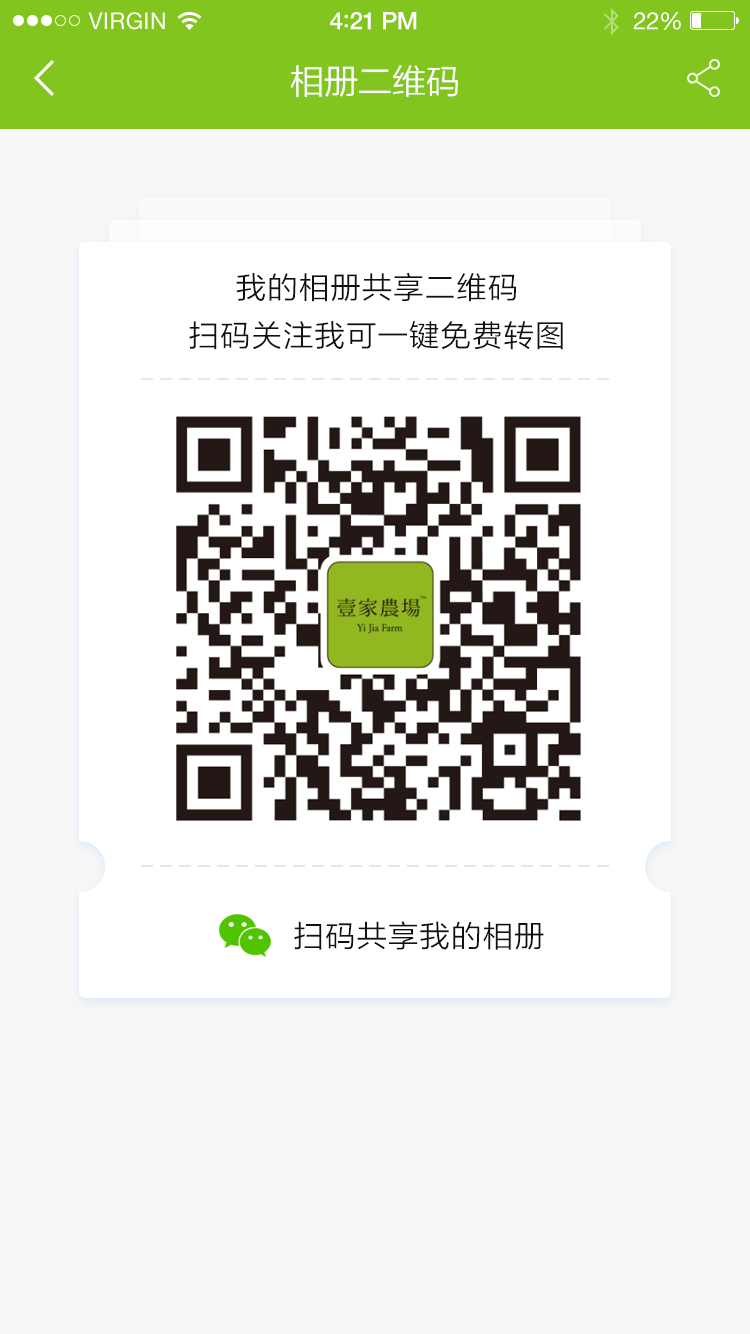 VIRGIN 4:21 PM 22%
相册二维码
我的相册共享二维码
扫码关注我可一键免费转图
壹家農場™
Yi Jia Farm
扫码共享我的相册